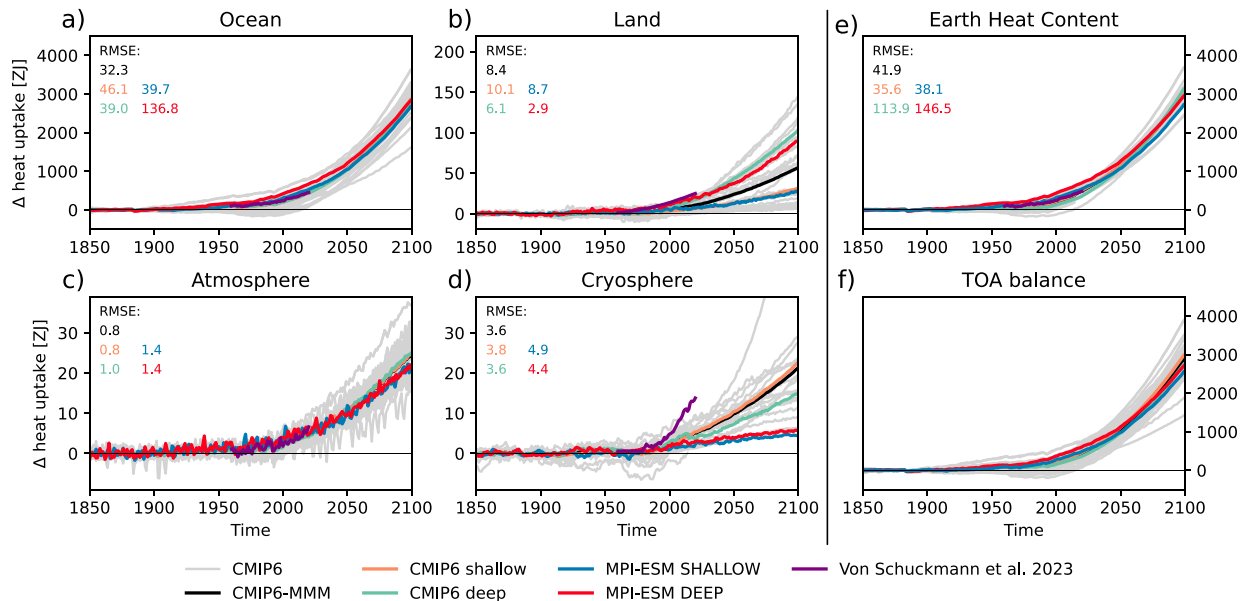 a) Ocean
Δ heat uptake [ZJ]
4000
3000
2000
1000
0
RMSE:
32.3
46.1 39.7
39.0 136.8
1850 1900 1950 2000 2050 2100
b) Land
200
150
100
50
0
RMSE:
8.4
10.1 8.7
6.1 2.9
1850 1900 1950 2000 2050 2100
e) Earth Heat Content
RMSE:
41.9
35.6 38.1
113.9 146.5
4000
3000
2000
1000
0
1850 1900 1950 2000 2050 2100
c) Atmosphere
Δ heat uptake [ZJ]
30
20
10
0
RMSE:
0.8
0.8 1.4
1.0 1.4
1850 1900 1950 2000 2050 2100
Time
d) Cryosphere
30
20
10
0
RMSE:
3.6
3.8 4.9
3.6 4.4
1850 1900 1950 2000 2050 2100
Time
f) TOA balance
4000
3000
2000
1000
0
1850 1900 1950 2000 2050 2100
Time
CMIP6 CMIP6 shallow MPI-ESM SHALLOW Von Schuckmann et al. 2023
CMIP6-MMM CMIP6 deep MPI-ESM DEEP